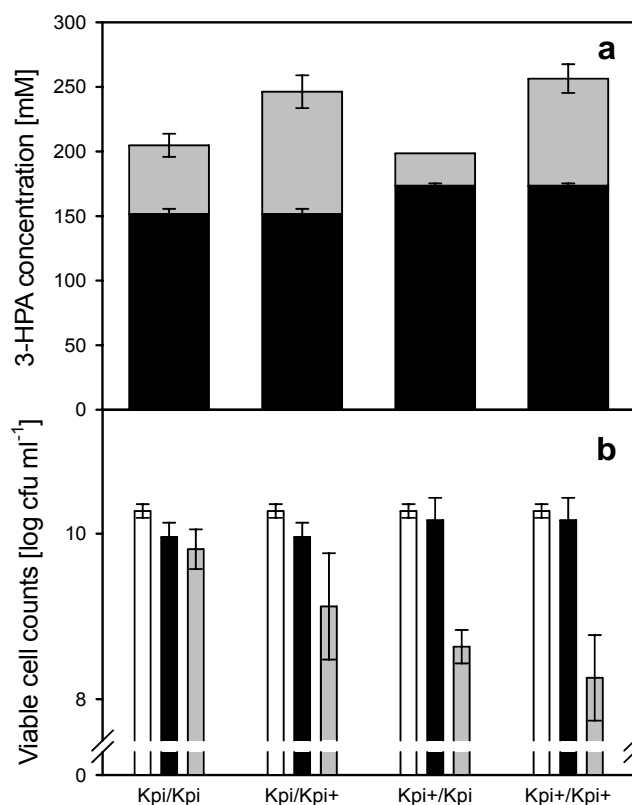 a
300
250
200
150
100
50
0
3-HPA concentration [mM]
b
10
8
0
Viable cell counts [log cfu ml⁻¹]
Kpi/Kpi Kpi/Kpi+ Kpi+/Kpi Kpi+/Kpi+